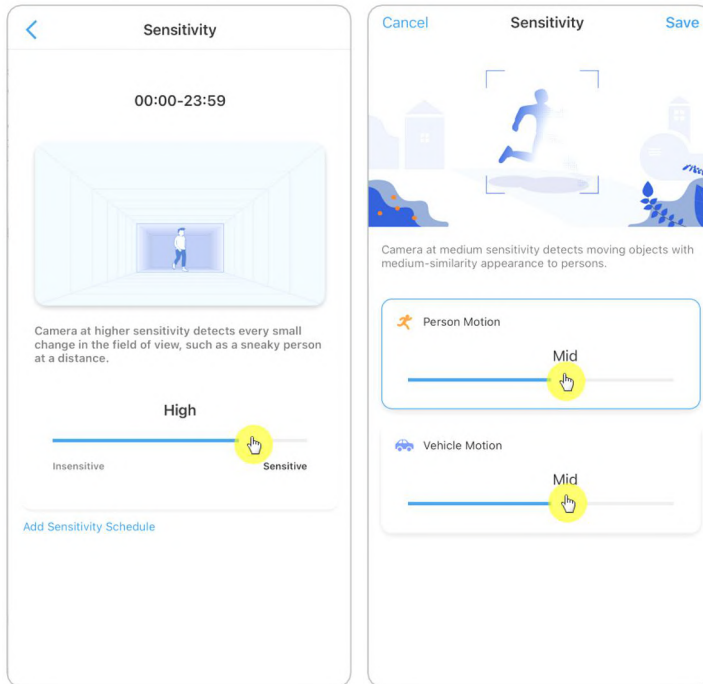 Sensitivity
00:00-23:59
Camera at higher sensitivity detects every small
change in the field of view, such as a sneaky person
at a distance.
High
Insensitive Sensitive
Add Sensitivity Schedule
Cancel Sensitivity Save
Camera at medium sensitivity detects moving objects with
medium-similarity appearance to persons.
Person Motion
Mid
Vehicle Motion
Mid